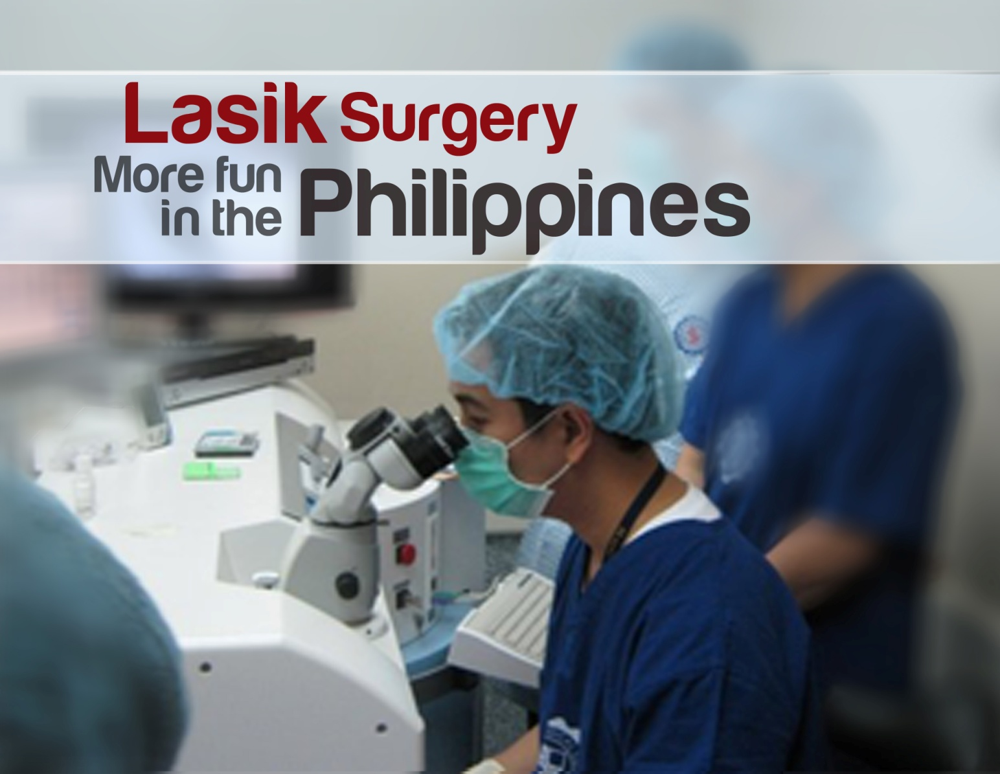 Lasik Surgery
More fun
in the Philippines